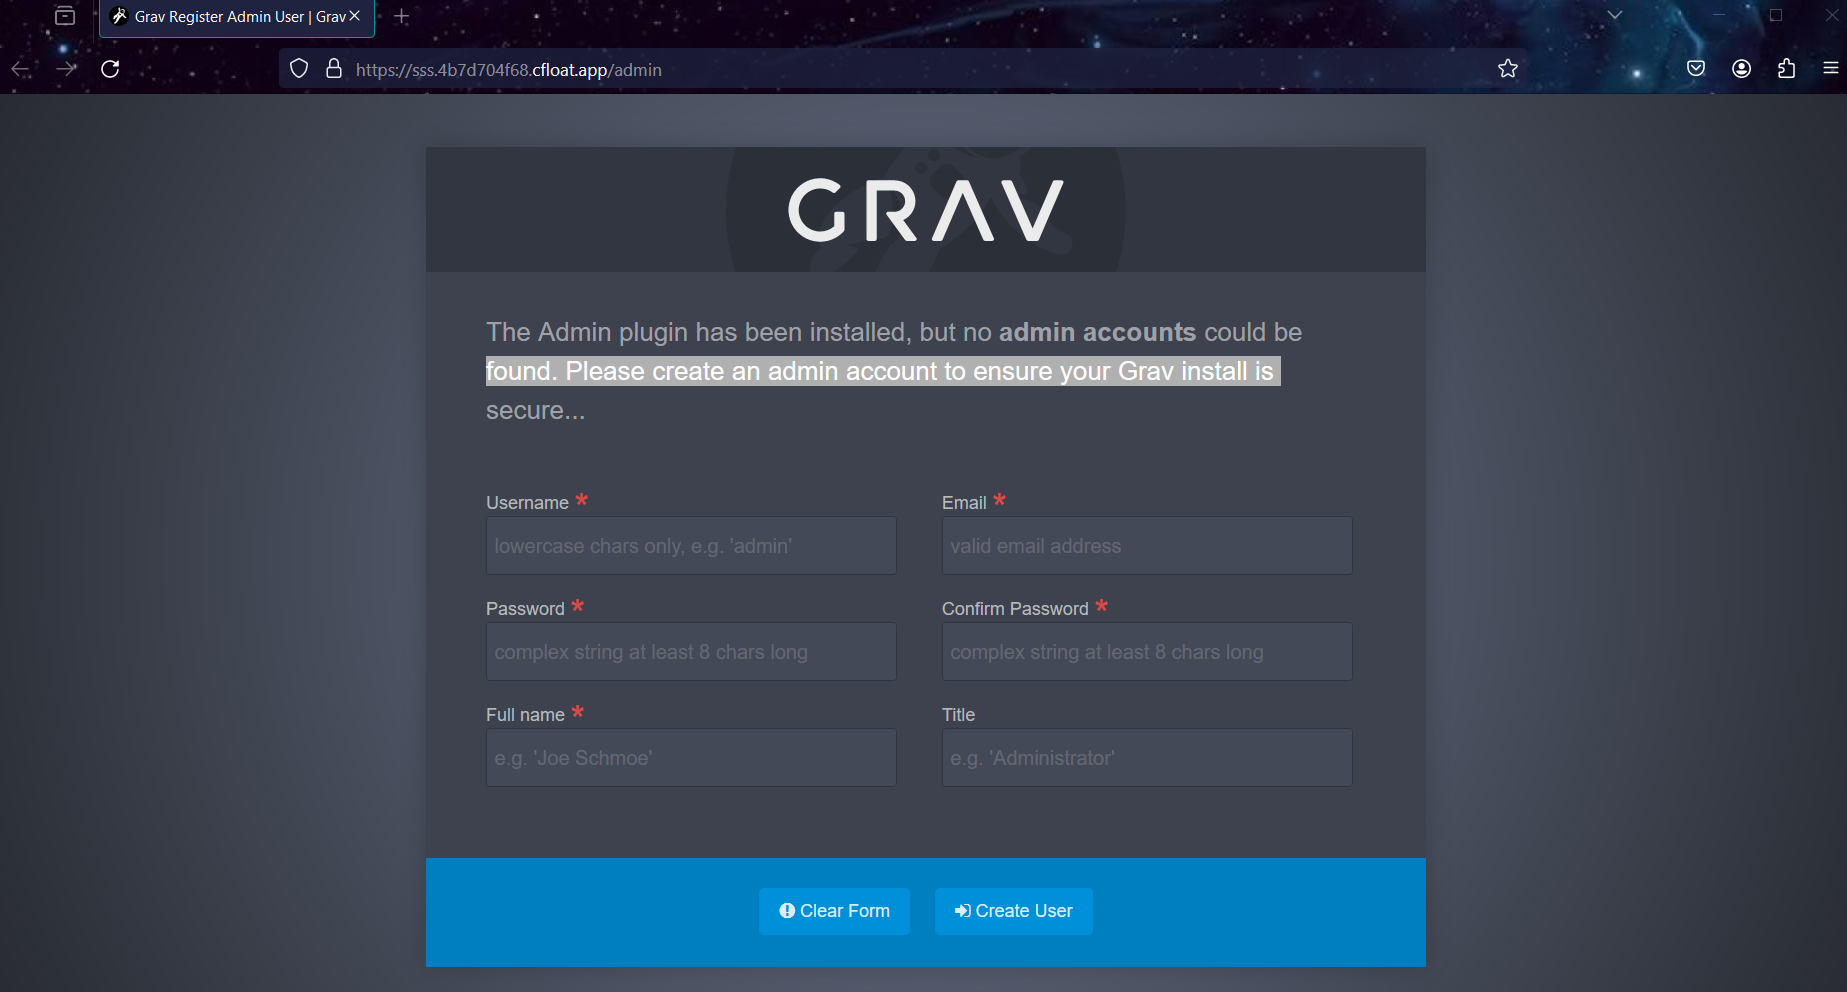 Grav Register Admin User | Grav
https://sss.4b7d704f68.cfloat.app/admin
GRAV
The Admin plugin has been installed, but no admin accounts could be
found. Please create an admin account to ensure your Grav install is
secure...
Username *
Email *
lowercase chars only, e.g. 'admin'
valid email address
Password *
Confirm Password *
complex string at least 8 chars long
complex string at least 8 chars long
Full name *
Title
e.g. 'Joe Schmoe'
e.g. 'Administrator'
Clear Form
Create User